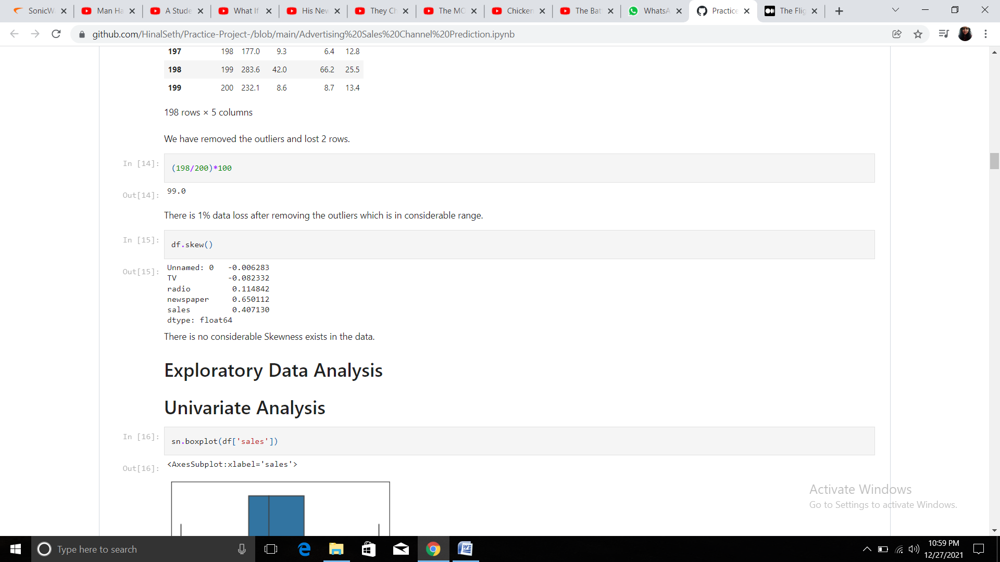 SonicW
Man Ha
A Stude
What If
His New
They Ch
The MC
Chicken
The Bat
WhatsA
Practice
The Flig
github.com/HinalSeth/Practice-Project-/blob/main/Advertising%20Sales%20Channel%20Prediction.ipynb
197 198 177.0 9.3 6.4 12.8
198 199 283.6 42.0 66.2 25.5
199 200 232.1 8.6 8.7 13.4
198 rows × 5 columns
We have removed the outliers and lost 2 rows.
In [14]:
(198/200)*100
Out[14]:
99.0
There is 1% data loss after removing the outliers which is in considerable range.
In [15]:
df.skew()
Out[15]:
Unnamed: 0 -0.006283
TV -0.082332
radio 0.114842
newspaper 0.650112
sales 0.407130
dtype: float64
There is no considerable Skewness exists in the data.
Exploratory Data Analysis
Univariate Analysis
In [16]:
sn.boxplot(df['sales'])
Out[16]:
<AxesSubplot:xlabel='sales'>
Activate Windows
Go to Settings to activate Windows.
Type here to search
10:59 PM
12/27/2021